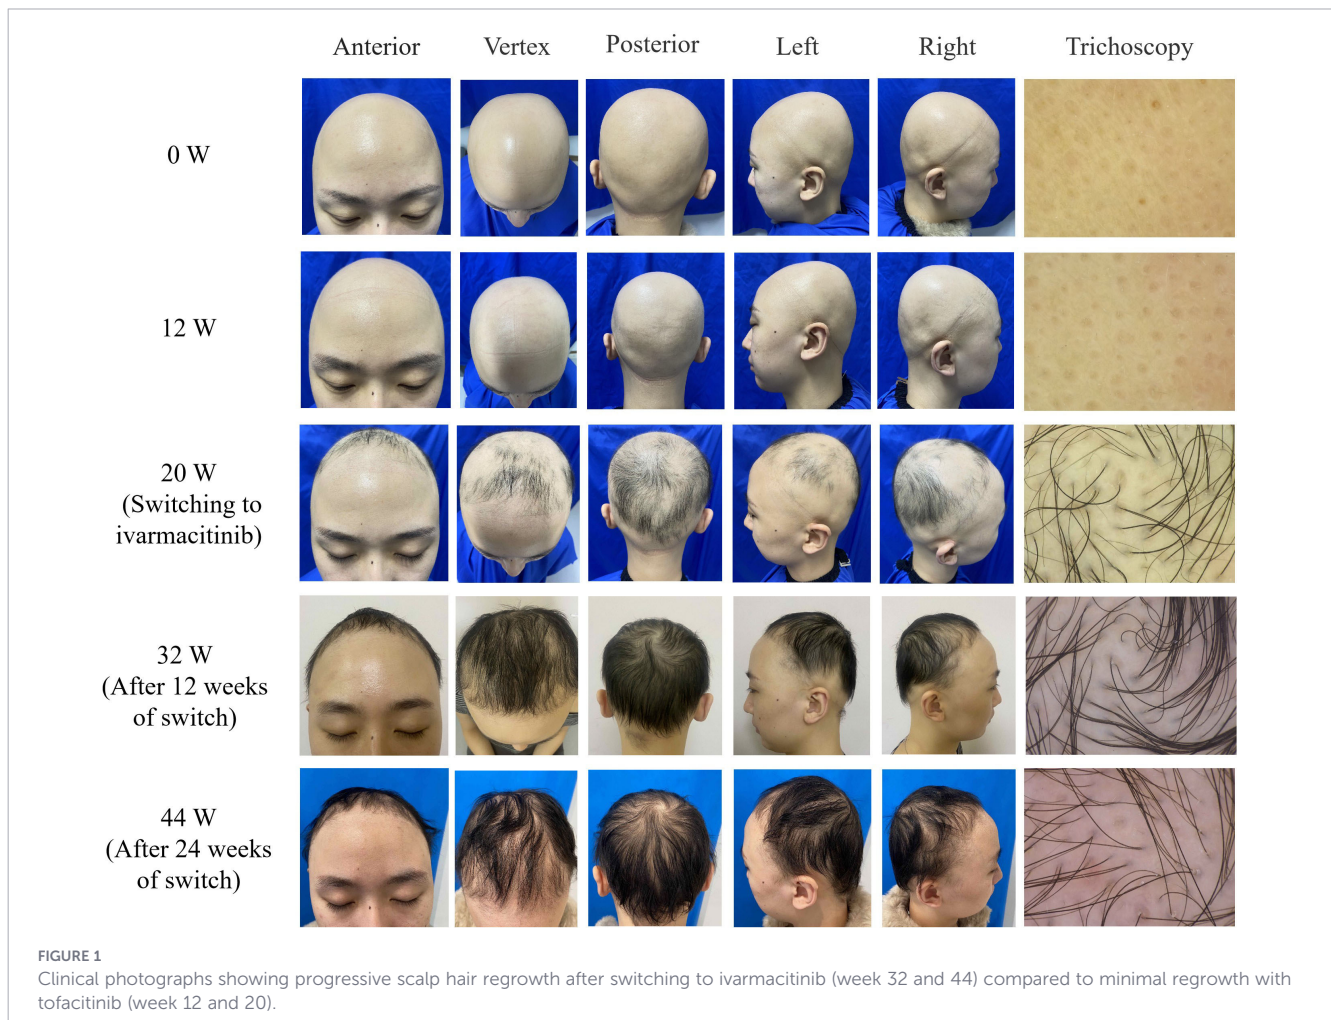 Anterior Vertex Posterior Left Right Trichoscopy
0 W
12 W
20 W
(Switching to
ivarmacitinib)
32 W
(After 12 weeks
of switch)
44 W
(After 24 weeks
of switch)
FIGURE 1
Clinical photographs showing progressive scalp hair regrowth after switching to ivarmacitinib (week 32 and 44) compared to minimal regrowth with
tofacitinib (week 12 and 20).